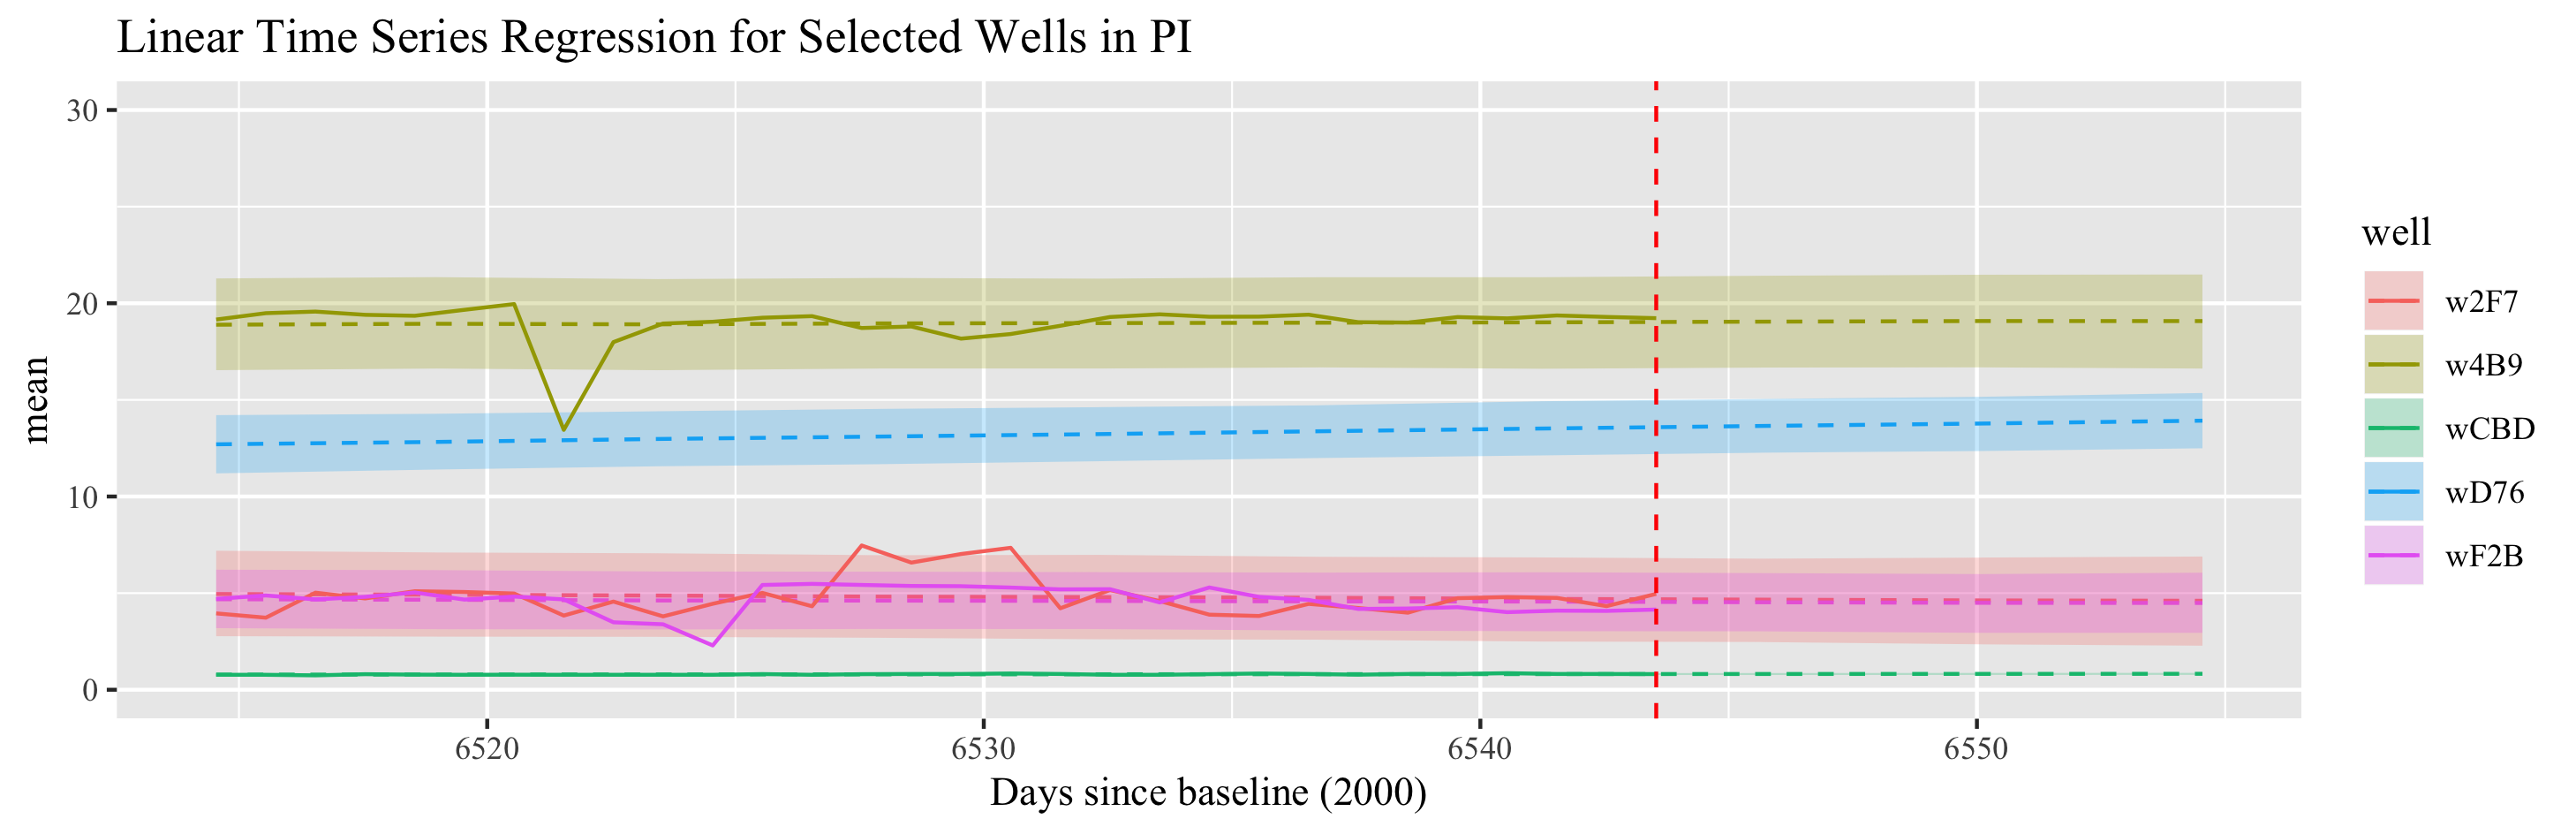 Linear Time Series Regression for Selected Wells in PI
30
20
10
0
mean
6520
6530
6540
6550
Days since baseline (2000)
well
w2F7
w4B9
wCBD
wD76
wF2B